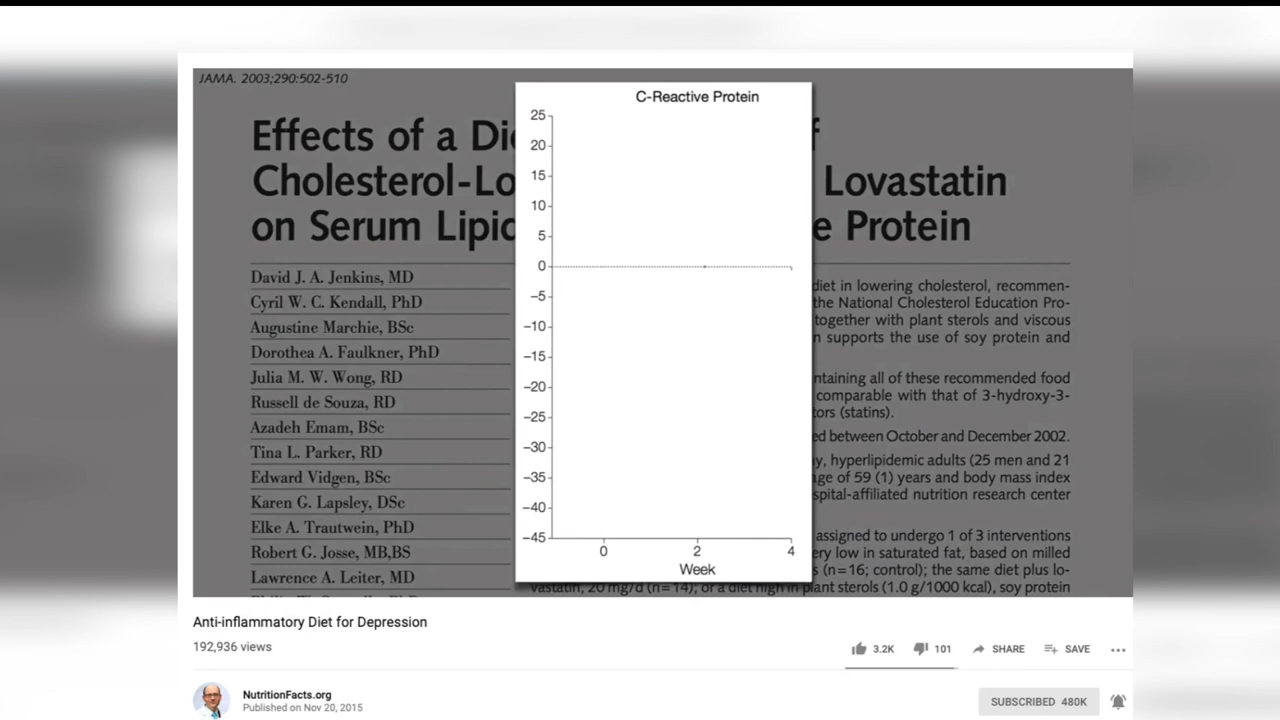 JAMA. 2003;290:502-510
Effects of a Di
f
Cholesterol-Lo
Lovastatin
on Serum Lipid
e Protein
David J. A. Jenkins, MD
Cyril W. C. Kendall, PhD
Augustine Marchie, BSc
Dorothea A. Faulkner, PhD
Julia M. W. Wong, RD
Russell de Souza, RD
Azadeh Emam, BSc
Tina L. Parker, RD
Edward Vidgen, BSc
Karen G. Lapsley, DSc
Elke A. Trautwein, PhD
Robert G. Josse, MB,BS
Lawrence A. Leiter, MD
C-Reactive Protein
25
20
15
10
5
0
−5
−10
−15
−20
−25
−30
−35
−40
−45
0 2 4
Week
diet in lowering cholesterol, recommen-
the National Cholesterol Education Pro-
together with plant sterols and viscous
n supports the use of soy protein and
ntaining all of these recommended food
comparable with that of 3-hydroxy-3-
tors (statins).
ed between October and December 2002.
y, hyperlipidemic adults (25 men and 21
age of 59 (1) years and body mass index
spital-affiliated nutrition research center
assigned to undergo 1 of 3 interventions
ery low in saturated fat, based on milled
s (n=16; control); the same diet plus lo-
vastatin, 20 mg/d (n=14); or a diet high in plant sterols (1.0 g/1000 kcal), soy protein
Anti-inflammatory Diet for Depression
192,936 views
3.2K 101 SHARE SAVE
NutritionFacts.org
Published on Nov 20, 2015
SUBSCRIBED 480K